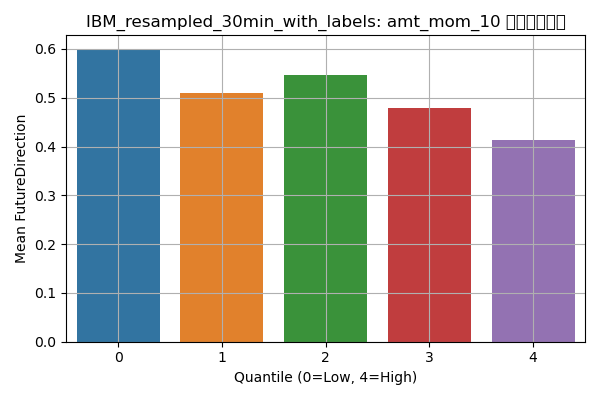 IBM_resampled_30min_with_labels: amt_mom_10
0.6
0.5
0.4
0.3
0.2
0.1
0.0
Mean FutureDirection
0 1 2 3 4
Quantile (0=Low, 4=High)